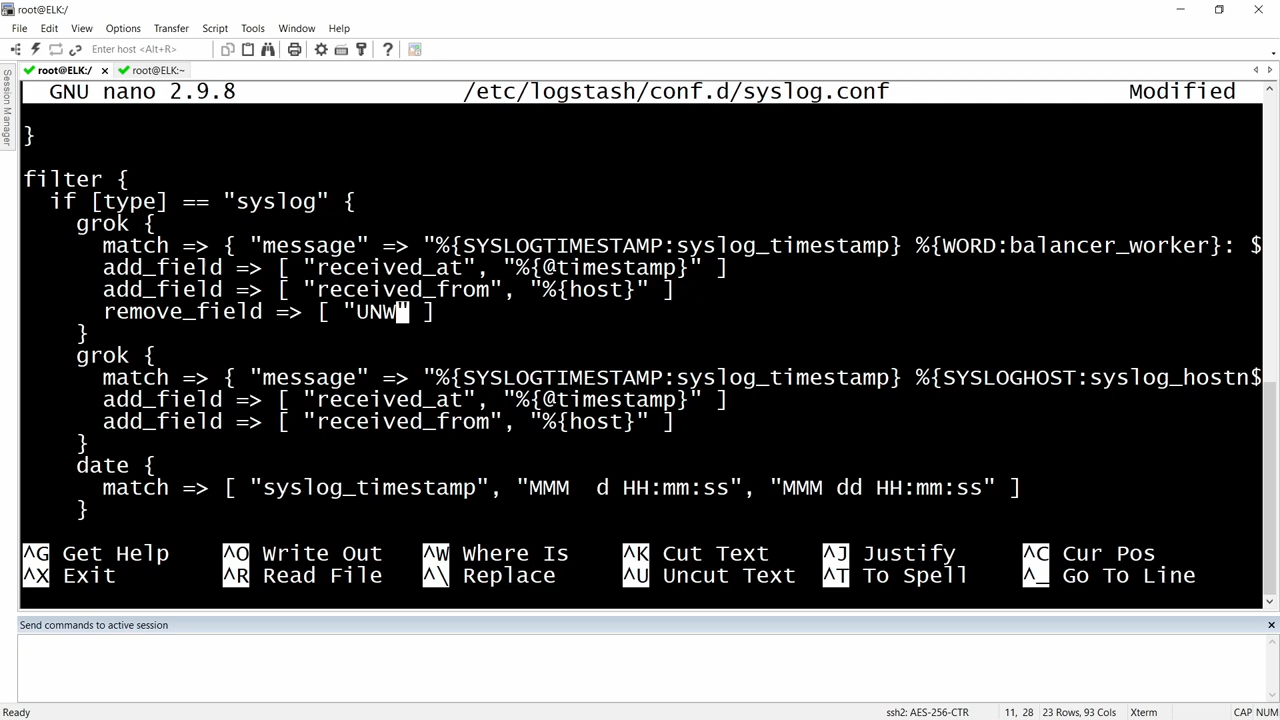 root@ELK:/
File Edit View Options Transfer Script Tools Window Help
Enter host <Alt+R>
Session Manager
root@ELK:/ root@ELK:~
GNU nano 2.9.8 /etc/logstash/conf.d/syslog.conf Modified
}
filter {
if [type] == "syslog" {
grok {
match => { "message" => "%{SYSLOGTIMESTAMP:syslog_timestamp} %{WORD:balancer_worker}: $
add_field => [ "received_at", "%{@timestamp}" ]
add_field => [ "received_from", "%{host}" ]
remove_field => [ "UNW" ]
}
grok {
match => { "message" => "%{SYSLOGTIMESTAMP:syslog_timestamp} %{SYSLOGHOST:syslog_hostn$
add_field => [ "received_at", "%{@timestamp}" ]
add_field => [ "received_from", "%{host}" ]
}
date {
match => [ "syslog_timestamp", "MMM  d HH:mm:ss", "MMM dd HH:mm:ss" ]
}
^G Get Help ^O Write Out ^W Where Is ^K Cut Text ^J Justify ^C Cur Pos
^X Exit ^R Read File ^\ Replace ^U Uncut Text ^T To Spell ^_ Go To Line
Send commands to active session
Ready ssh2: AES-256-CTR 11, 28 23 Rows, 93 Cols Xterm CAP NUM